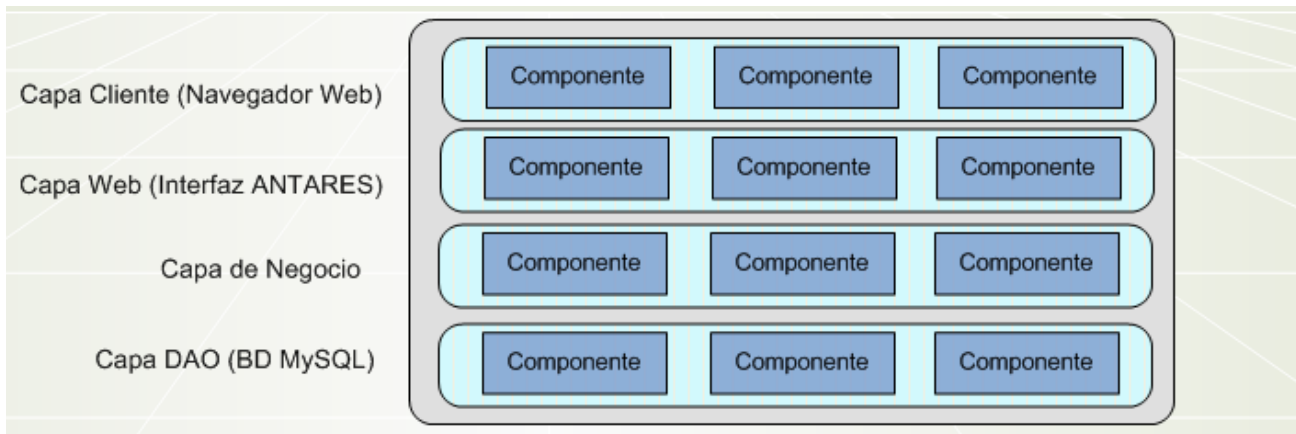 Capa Cliente (Navegador Web)
Componente Componente Componente
Capa Web (Interfaz ANTARES)
Componente Componente Componente
Capa de Negocio
Componente Componente Componente
Capa DAO (BD MySQL)
Componente Componente Componente